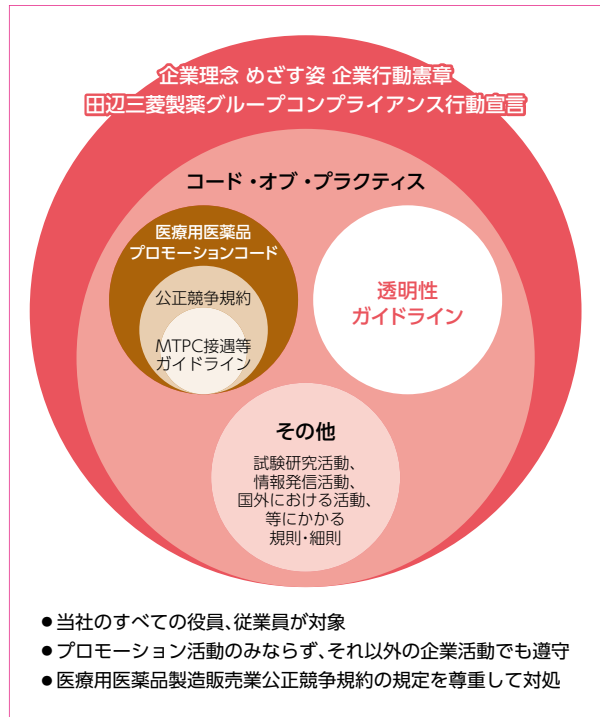 企業理念 めざす姿 企業行動憲章
田辺三菱製薬グループコンプライアンス行動宣言
コード・オブ・プラクティス
医療用医薬品
プロモーションコード
公正競争規約
MTPC接遇等
ガイドライン
透明性
ガイドライン
その他
試験研究活動、
情報発信活動、
国外における活動、
等にかかる
規則・細則
●当社のすべての役員、従業員が対象
●プロモーション活動のみならず、それ以外の企業活動でも遵守
●医療用医薬品製造販売業公正競争規約の規定を尊重して対処